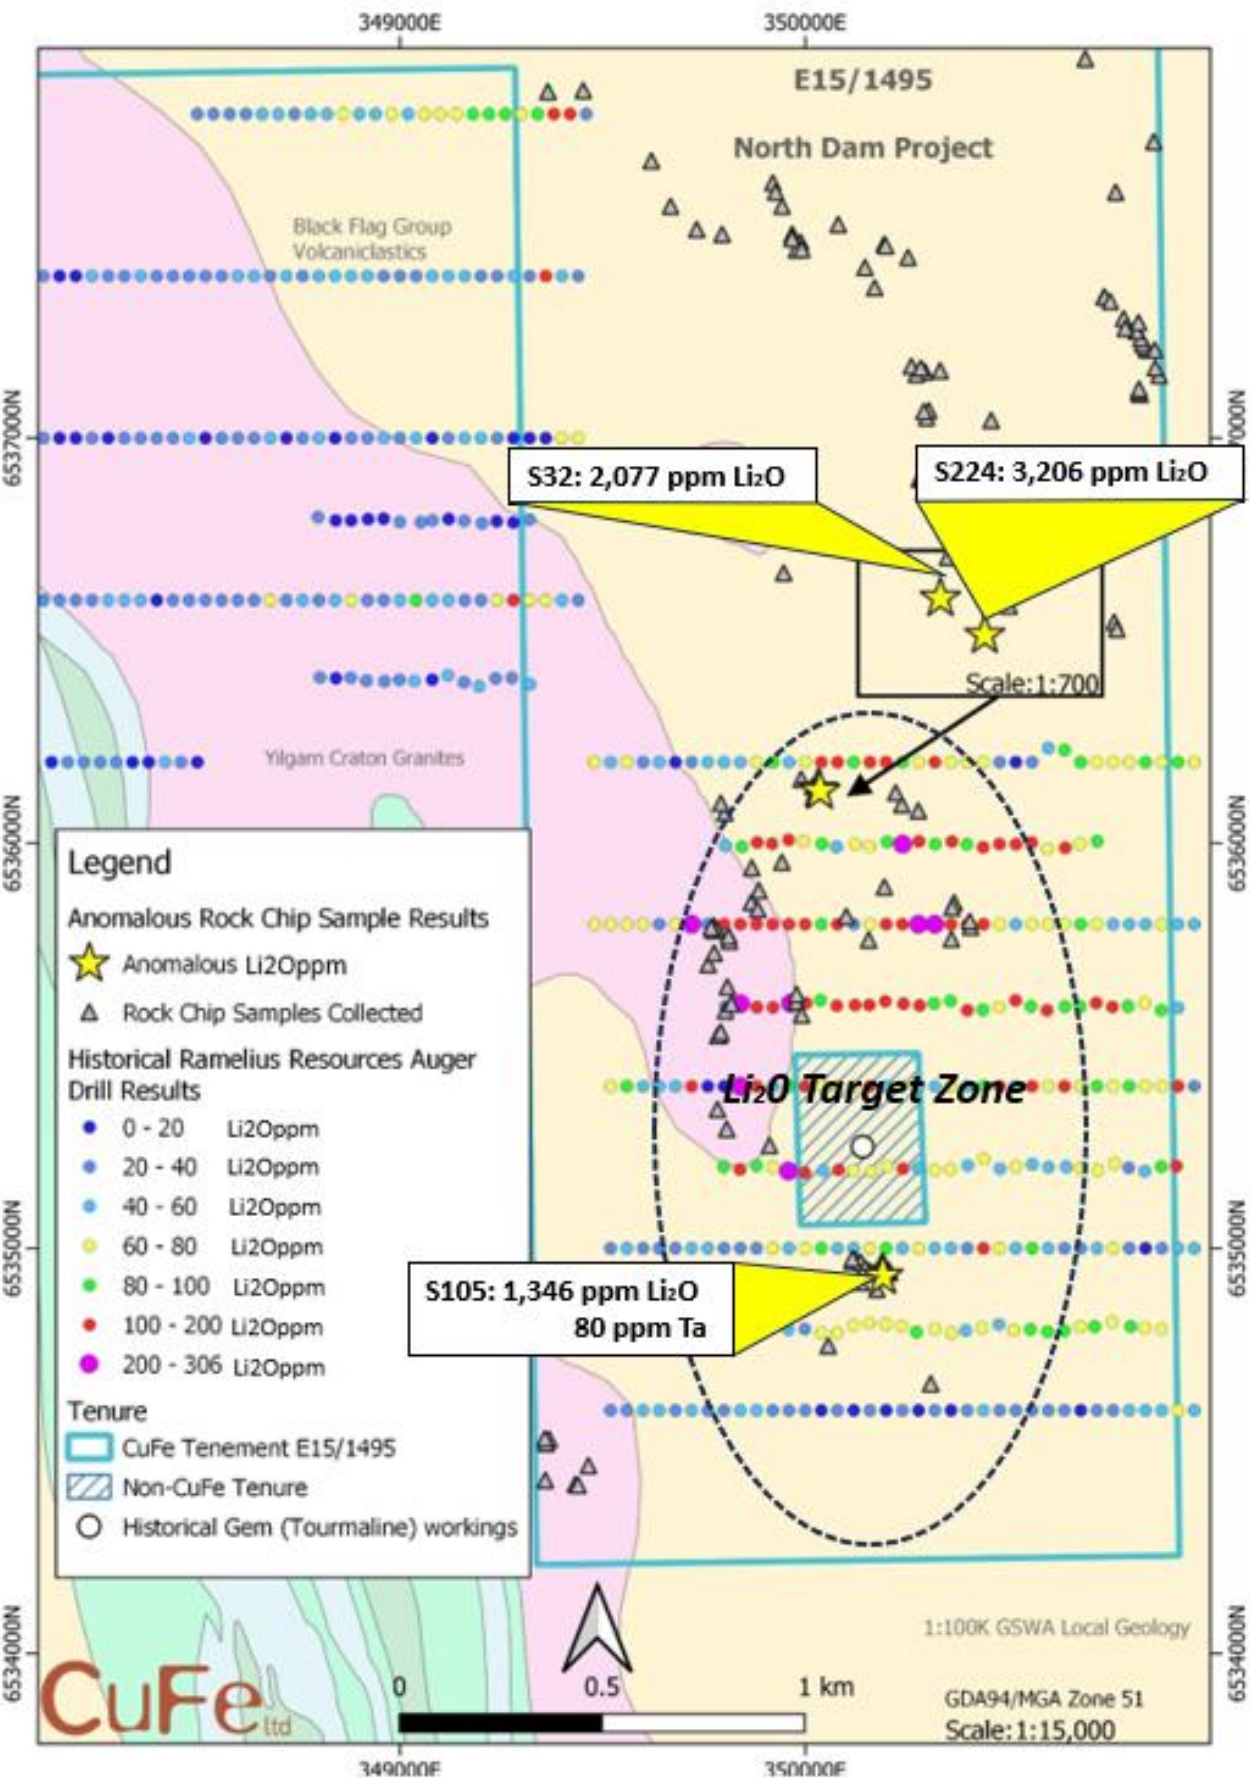 349000E
350000E
E15/1495
North Dam Project
Black Flag Group
Volcaniclastics
6537000N
7000N
S32: 2,077 ppm Li₂O
S224: 3,206 ppm Li₂O
Scale:1:700
Yilgarn Craton Granites
6536000N
6536000N
Legend
Anomalous Rock Chip Sample Results
Anomalous Li2Oppm
Rock Chip Samples Collected
Historical Ramelius Resources Auger
Drill Results
0 - 20 Li2Oppm
20 - 40 Li2Oppm
40 - 60 Li2Oppm
60 - 80 Li2Oppm
80 - 100 Li2Oppm
100 - 200 Li2Oppm
200 - 306 Li2Oppm
Tenure
CuFe Tenement E15/1495
Non-CuFe Tenure
Historical Gem (Tourmaline) workings
Li₂0 Target Zone
6535000N
6535000N
S105: 1,346 ppm Li₂O
80 ppm Ta
1:100K GSWA Local Geology
6534000N
6534000N
CuFe ltd
0 0.5 1 km
GDA94/MGA Zone 51
Scale:1:15,000
349000E
350000E